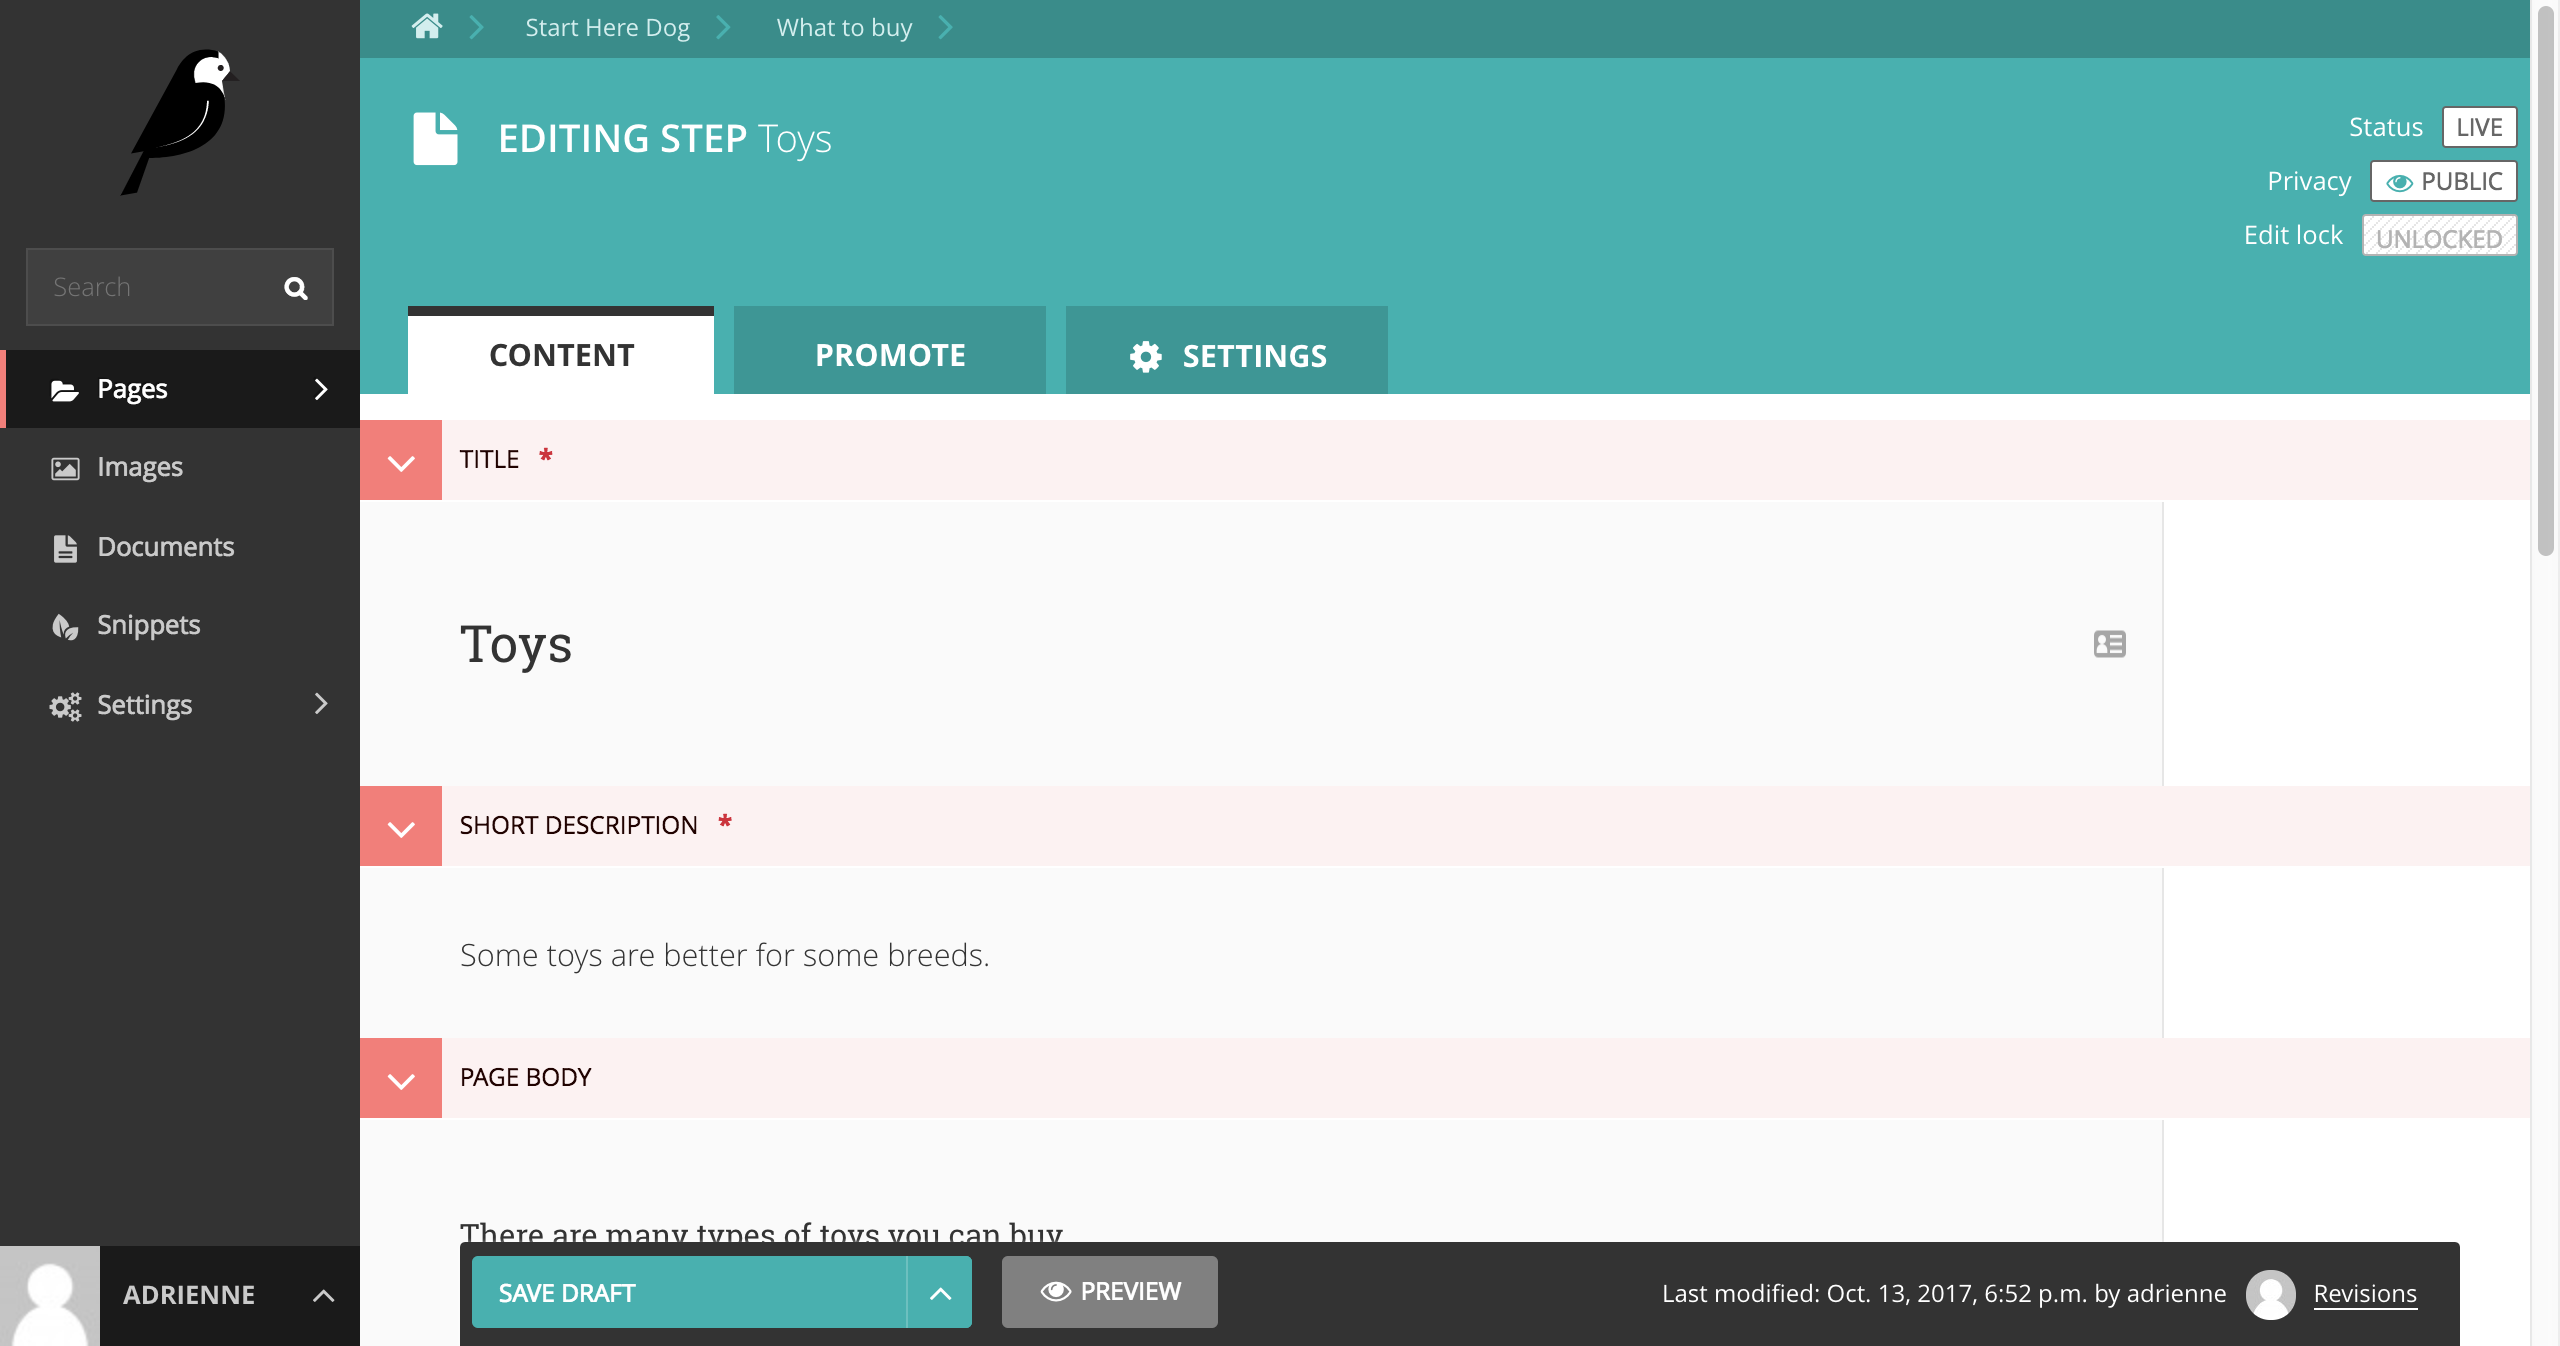 Start Here Dog
What to buy
EDITING STEP Toys
Status LIVE
Privacy PUBLIC
Edit lock UNLOCKED
Search
Pages
Images
Documents
Snippets
Settings
ADRIENNE
CONTENT
PROMOTE
SETTINGS
TITLE *
Toys
SHORT DESCRIPTION *
Some toys are better for some breeds.
PAGE BODY
There are many types of toys you can buy
SAVE DRAFT
PREVIEW
Last modified: Oct. 13, 2017, 6:52 p.m. by adrienne
Revisions